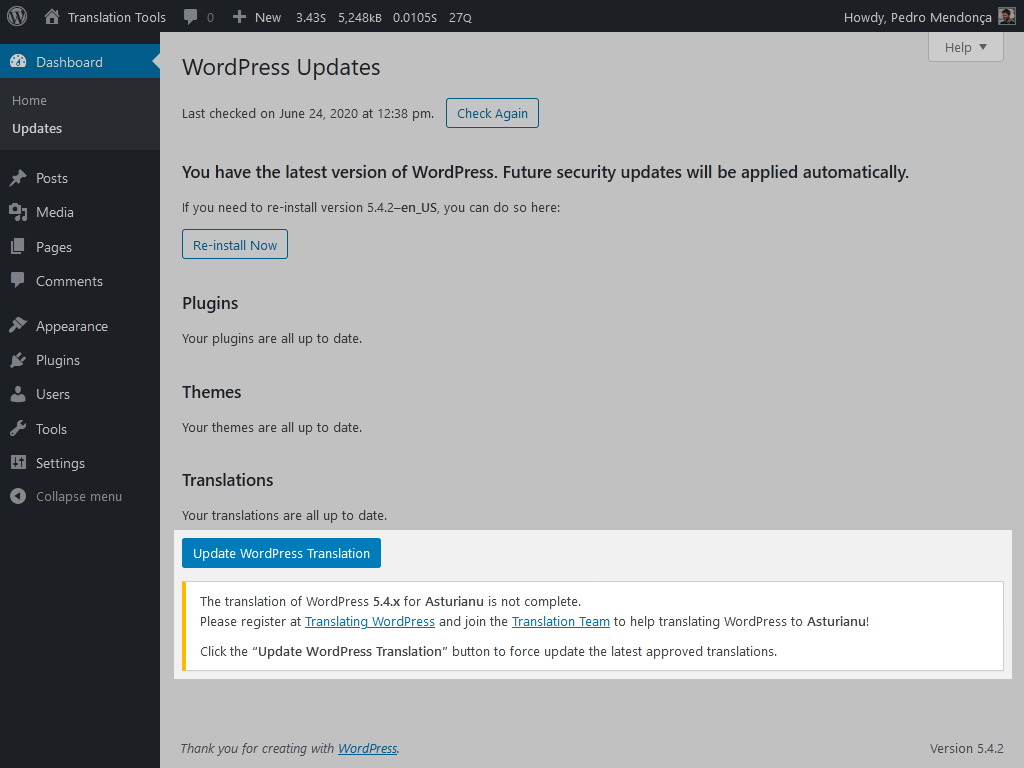 Translation Tools 0 New 3.43S 5,248KB 0.0105S 27Q Howdy, Pedro Mendonça
Help
Dashboard
Home
Updates
Posts
Media
Pages
Comments
Appearance
Plugins
Users
Tools
Settings
Collapse menu
WordPress Updates
Last checked on June 24, 2020 at 12:38 pm. Check Again
You have the latest version of WordPress. Future security updates will be applied automatically.
If you need to re-install version 5.4.2–en_US, you can do so here:
Re-install Now
Plugins
Your plugins are all up to date.
Themes
Your themes are all up to date.
Translations
Your translations are all up to date.
Update WordPress Translation
The translation of WordPress 5.4.x for Asturianu is not complete.
Please register at Translating WordPress and join the Translation Team to help translating WordPress to Asturianu!
Click the “Update WordPress Translation” button to force update the latest approved translations.
Thank you for creating with WordPress. Version 5.4.2